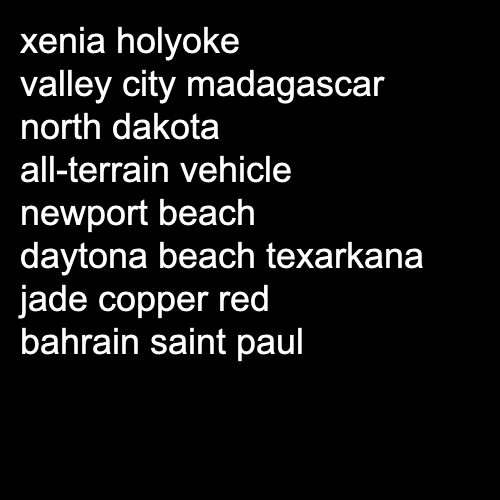 xenia holyoke
valley city madagascar
north dakota
all-terrain vehicle
newport beach
daytona beach texarkana
jade copper red
bahrain saint paul